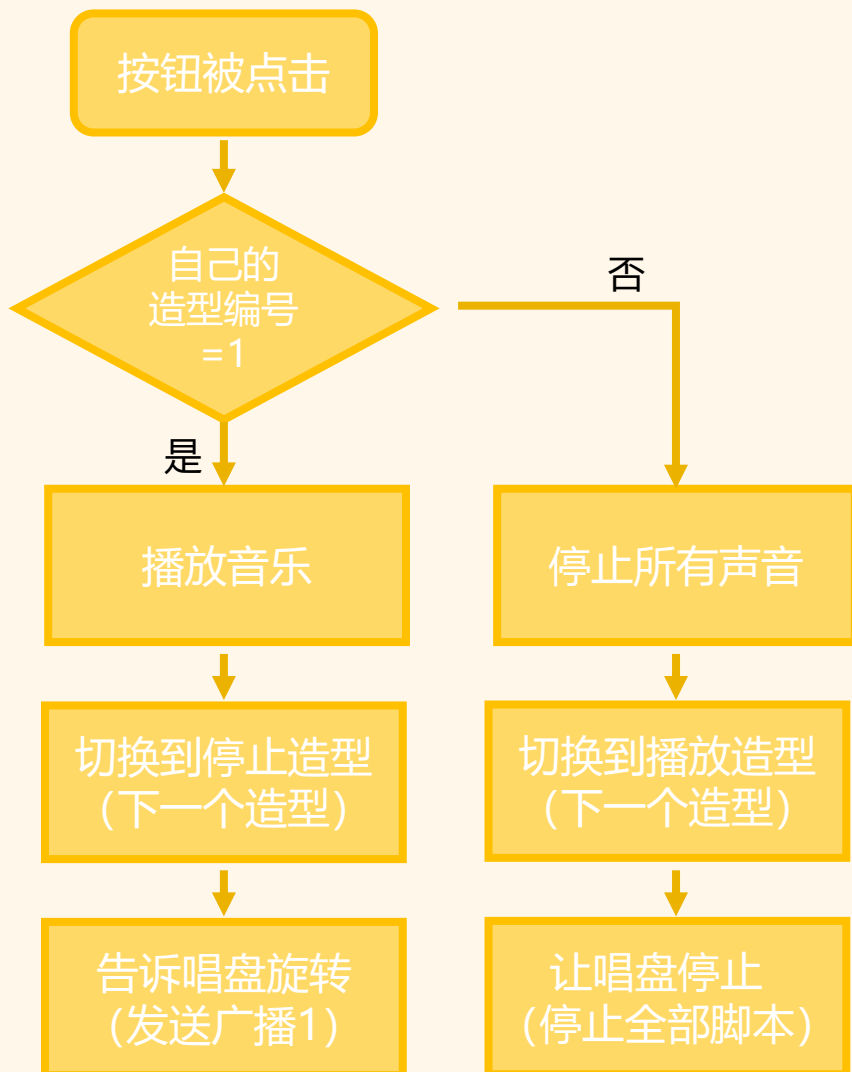 按钮被点击
自己的
造型编号
=1
否
是
播放音乐
停止所有声音
切换到停止造型
（下一个造型）
切换到播放造型
（下一个造型）
告诉唱盘旋转
（发送广播1）
让唱盘停止
（停止全部脚本）